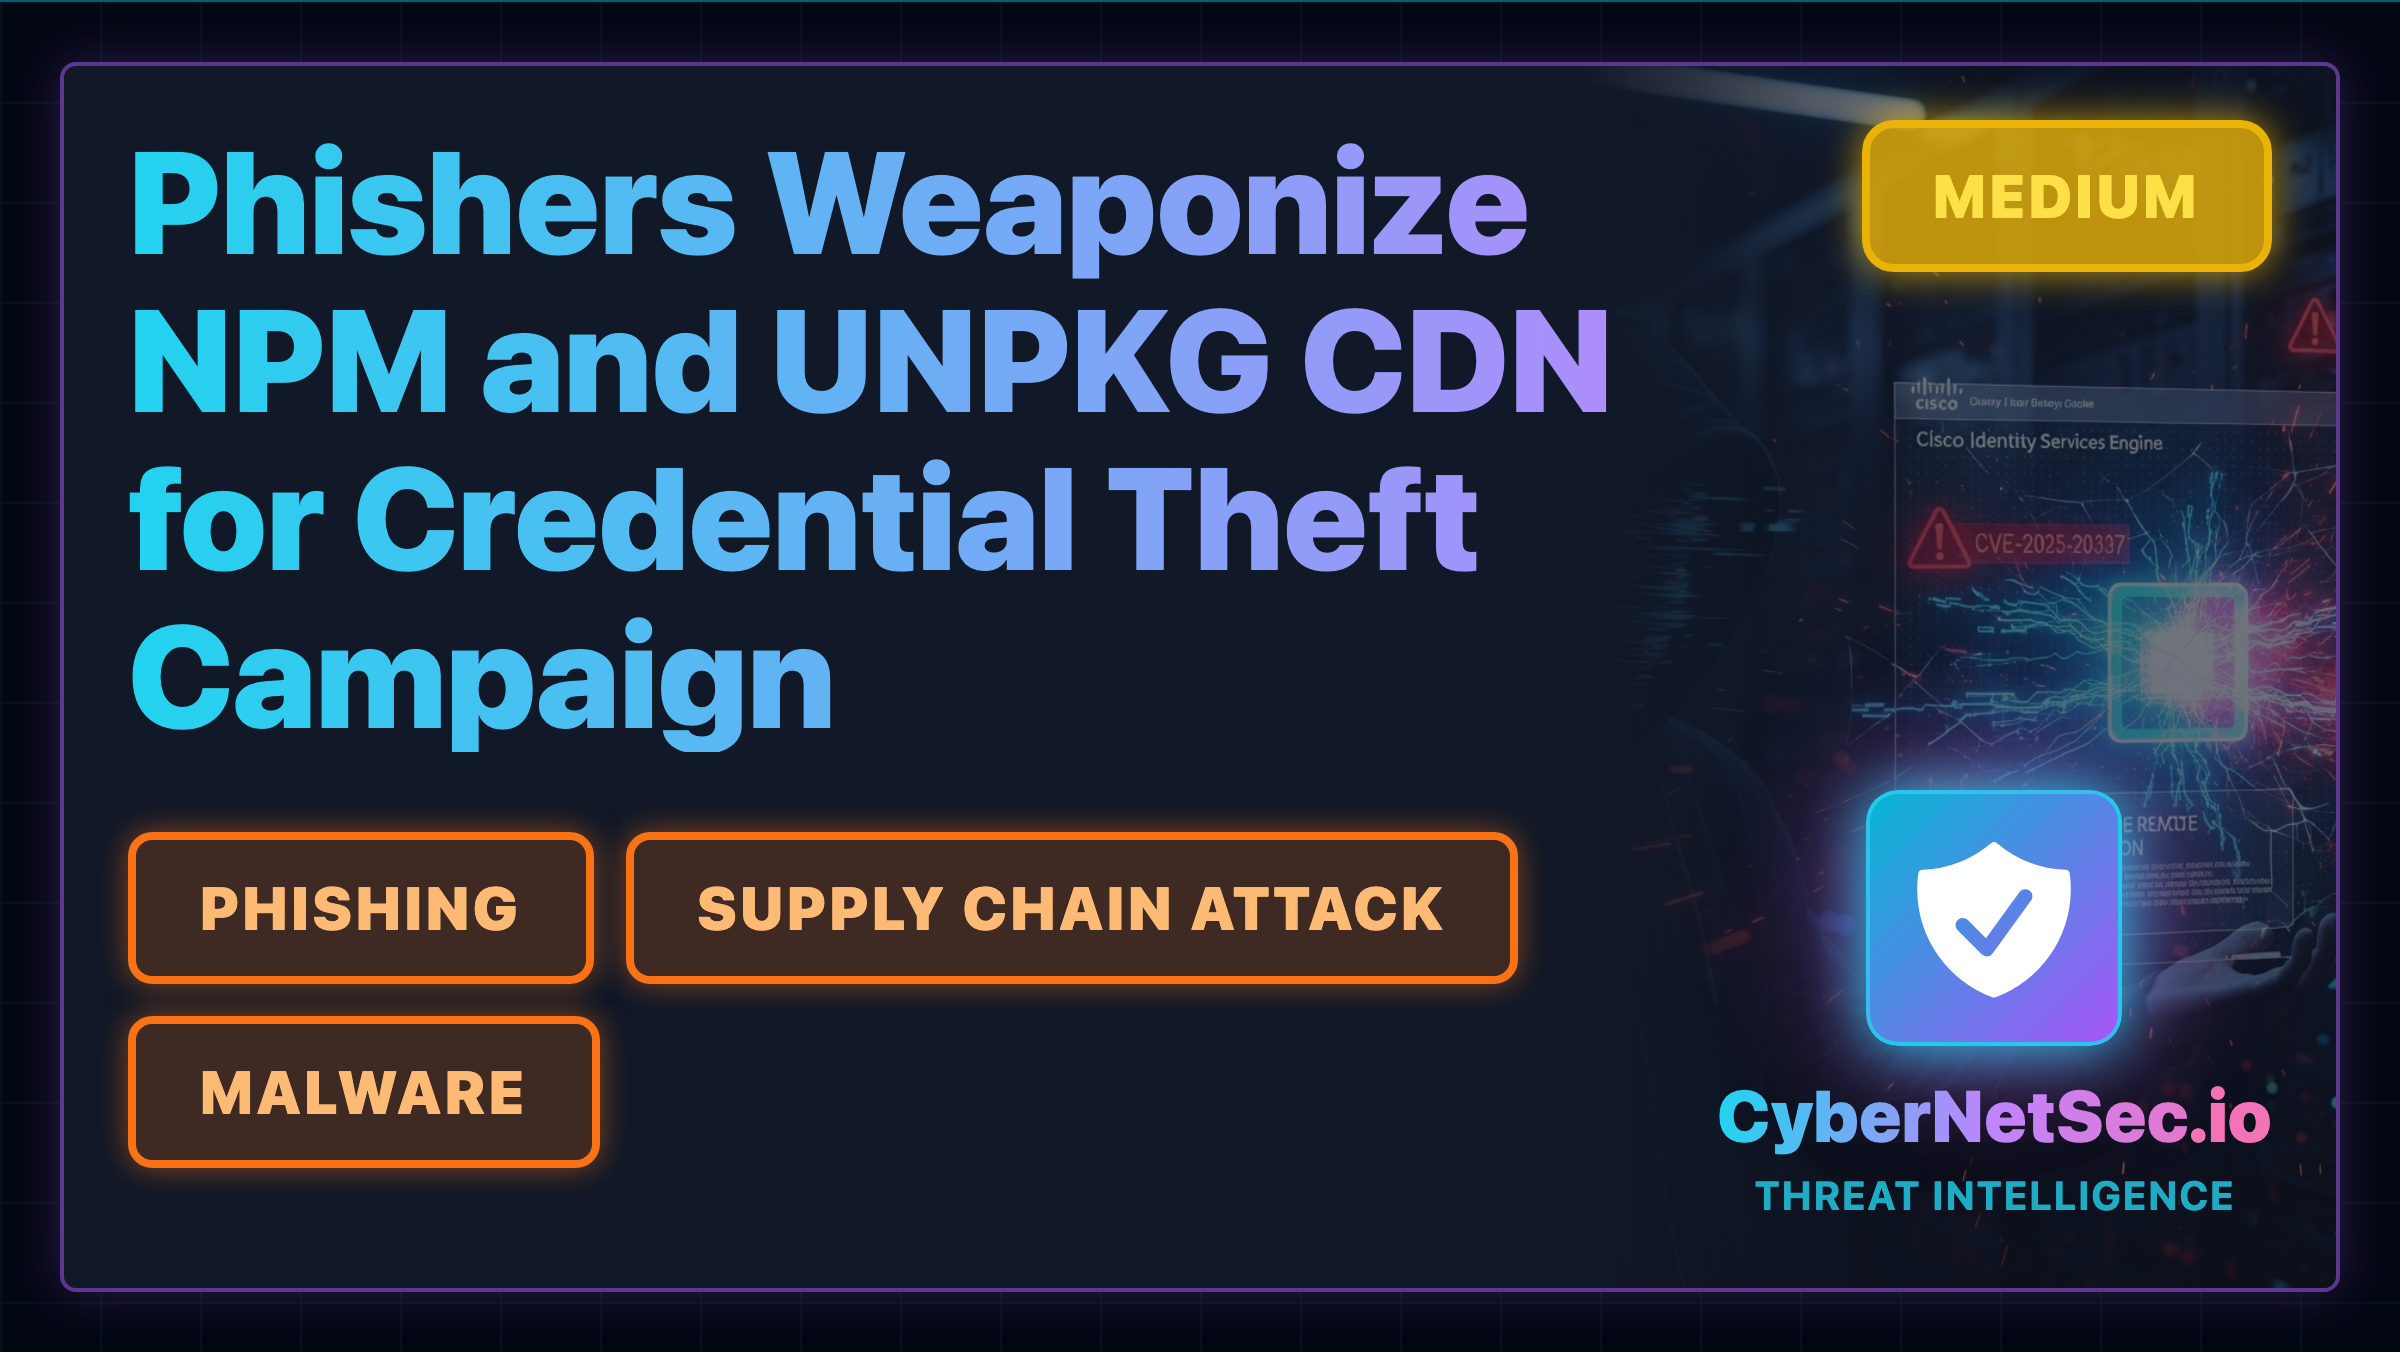 Phishers Weaponize
NPM and UNPKG CDN
for Credential Theft
Campaign
MEDIUM
CISCO
Cisco Identity Services Engine
CVE-2025-20337
PHISHING
SUPPLY CHAIN ATTACK
MALWARE
CyberNetSec.io
THREAT INTELLIGENCE